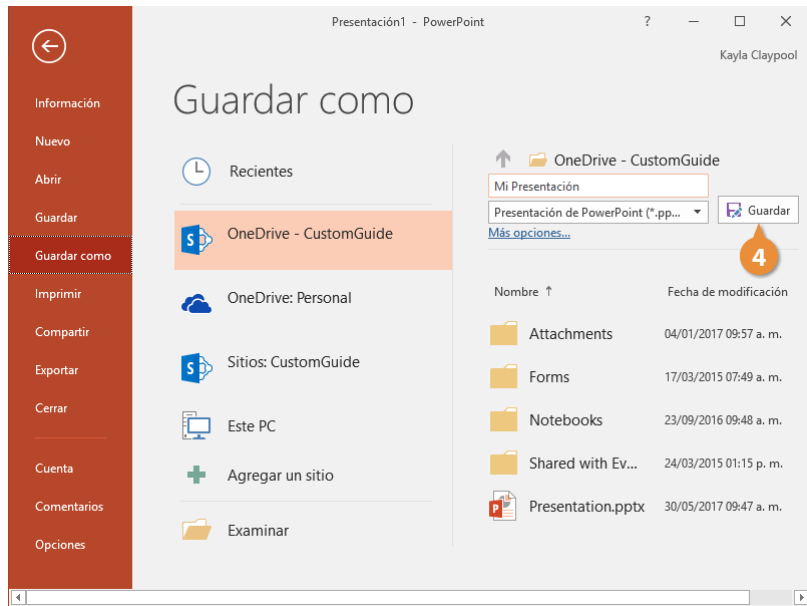 Presentación1 - PowerPoint
?
Kayla Claypool
Información
Nuevo
Abrir
Guardar
Guardar como
Imprimir
Compartir
Exportar
Cerrar
Cuenta
Comentarios
Opciones
Guardar como
Recientes
OneDrive - CustomGuide
OneDrive: Personal
Sitios: CustomGuide
Este PC
Agregar un sitio
Examinar
OneDrive - CustomGuide
Mi Presentación
Presentación de PowerPoint (*.pp...
Guardar
Más opciones...
4
Nombre ↑ Fecha de modificación
Attachments 04/01/2017 09:57 a. m.
Forms 17/03/2015 07:49 a. m.
Notebooks 23/09/2016 09:48 a. m.
Shared with Ev... 24/03/2015 01:15 p. m.
Presentation.pptx 30/05/2017 09:47 a. m.